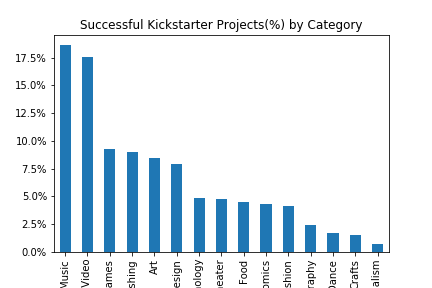 Successful Kickstarter Projects(%) by Category
17.5%
15.0%
12.5%
10.0%
7.5%
5.0%
2.5%
0.0%
Music
Video
ames
shing
Art
esign
ology
eater
Food
omics
shion
raphy
Dance
Crafts
alism